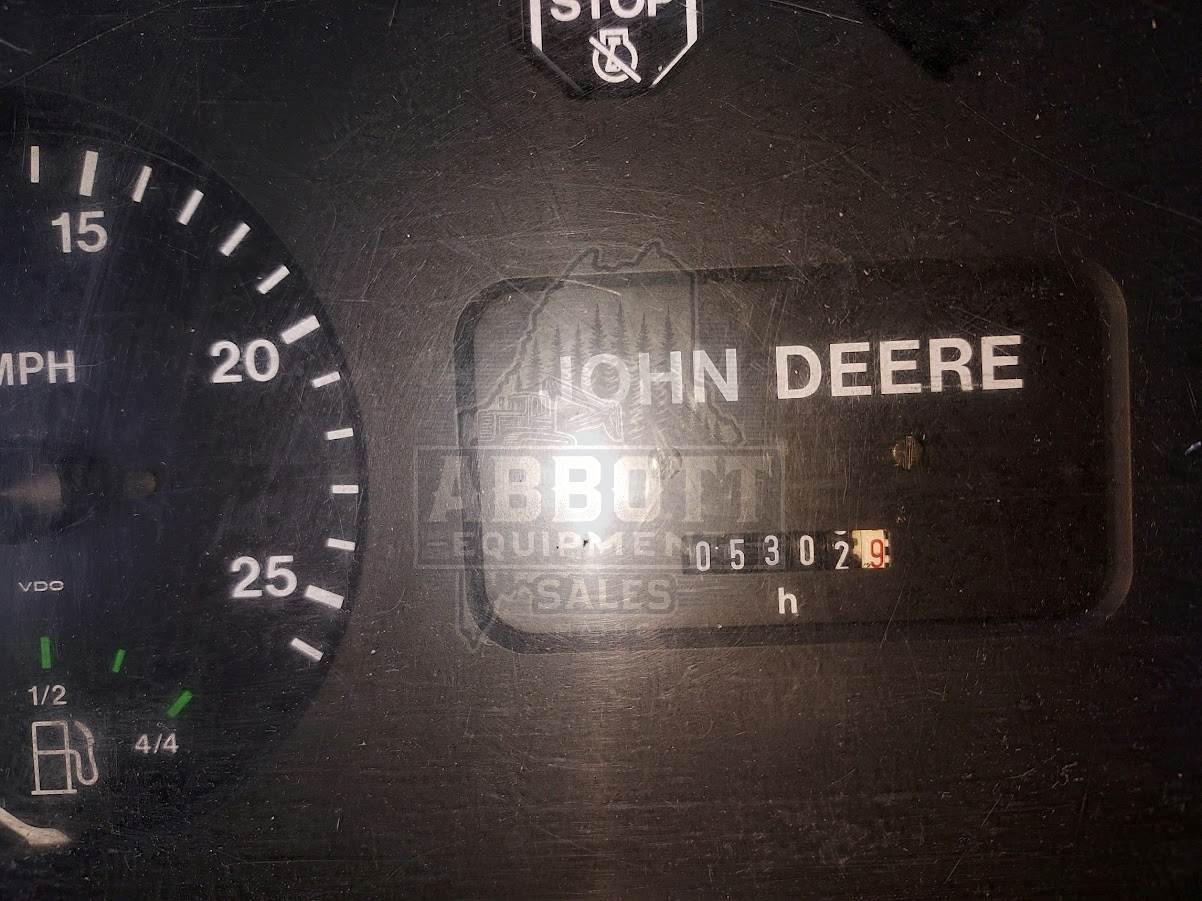 STOP
15
MPH
20
JOHN DEERE
ABBOTT
EQUIPMENT
SALES
053029
h
25
VDO
1/2
4/4